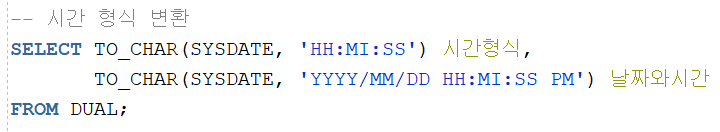 -- 시간 형식 변환
SELECT TO_CHAR(SYSDATE, 'HH:MI:SS') 시간형식,
TO_CHAR(SYSDATE, 'YYYY/MM/DD HH:MI:SS PM') 날짜와시간
FROM DUAL;